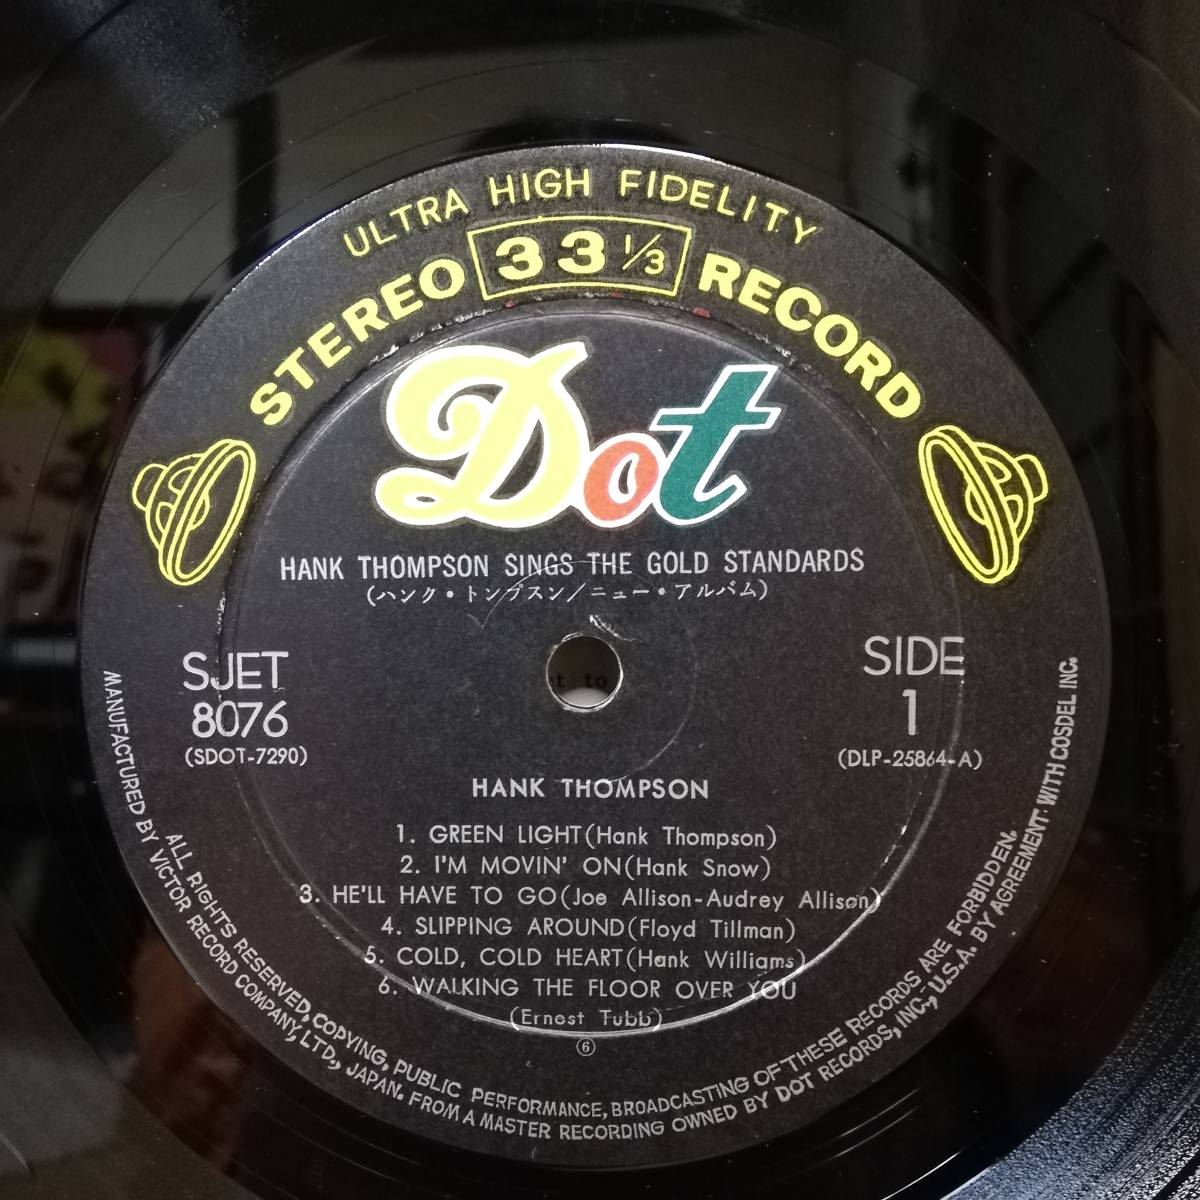 ULTRA HIGH FIDELITY
STEREO 33 1/3 RECORD
Dot
HANK THOMPSON SINGS THE GOLD STANDARDS
(ハンク・トンプスン/ニュー・アルバム)
SJET
8076
(SDOT-7290)
SIDE
1
(DLP-25864-A)
HANK THOMPSON
1. GREEN LIGHT(Hank Thompson)
2. I'M MOVIN' ON(Hank Snow)
3. HE'LL HAVE TO GO(Joe Allison-Audrey Allison)
4. SLIPPING AROUND(Floyd Tillman)
5. COLD, COLD HEART(Hank Williams)
6. WALKING THE FLOOR OVER YOU
(Ernest Tubb)
⑥
ALL RIGHTS RESERVED, COPYING, PUBLIC PERFORMANCE, BROADCASTING OF THESE RECORDS ARE FORBIDDEN.
MANUFACTURED BY VICTOR RECORD COMPANY, LTD., JAPAN. FROM A MASTER RECORDING OWNED BY DOT RECORDS, INC., U.S.A. BY AGREEMENT WITH COSDEL INC.